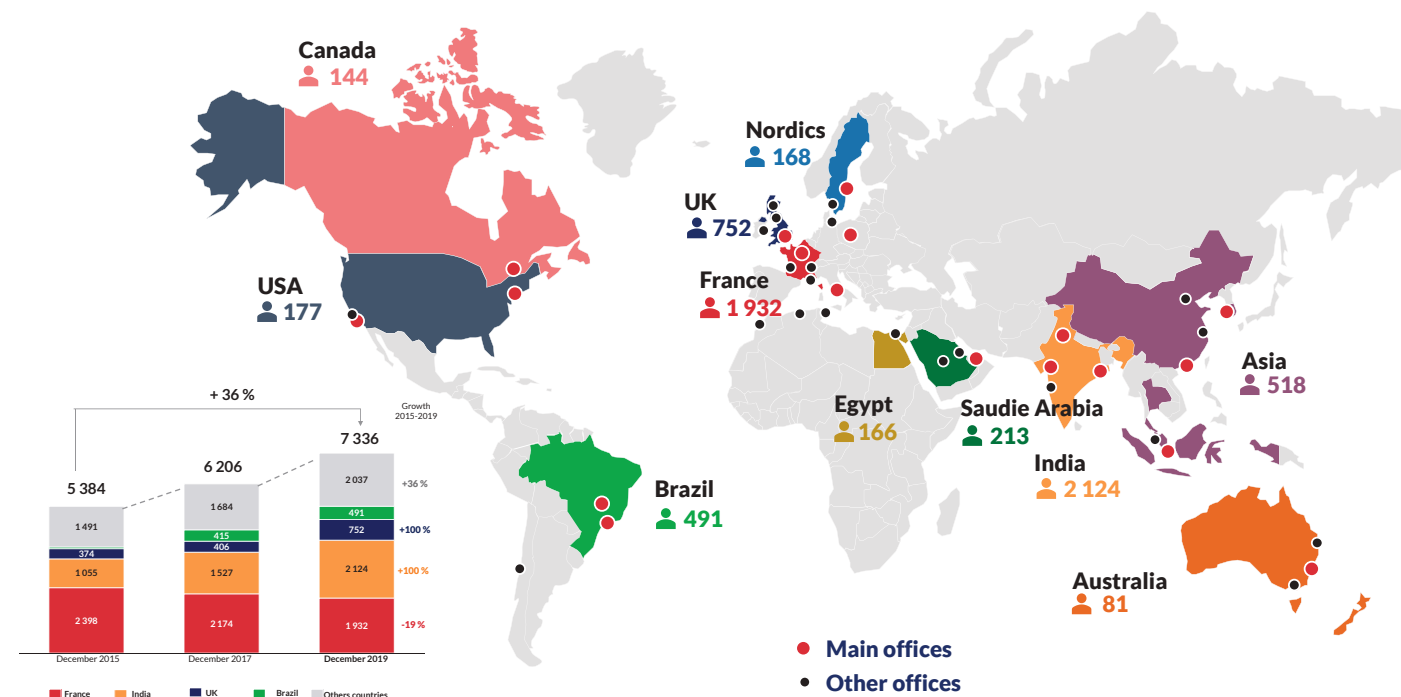 Canada
144
Nordics
168
UK
752
France
1 932
USA
177
Egypt
166
Saudie Arabia
213
India
2 124
Asia
518
Brazil
491
Australia
81
Main offices
Other offices
+ 36 %
Growth
2015-2019
7 336
6 206
5 384
2 037
491
752
2 124
1 932
1 684
415
406
1 527
2 174
1 491
374
1 055
2 398
+36 %
+100 %
+100 %
-19 %
December 2015
December 2017
December 2019
France
India
UK
Brazil
Others countries